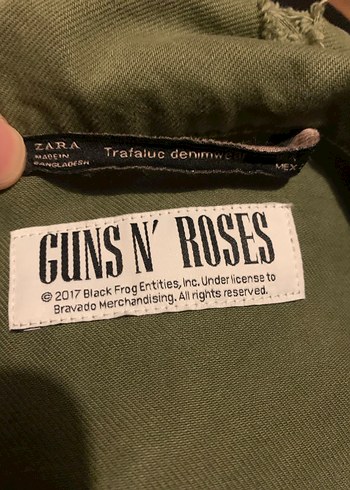 ZARA
MADE IN
BANGLADESH
Trafaluc denimwear
MEX
GUNS N' ROSES
© 2017 Black Frog Entities, Inc. Under license to
Bravado Merchandising. All rights reserved.